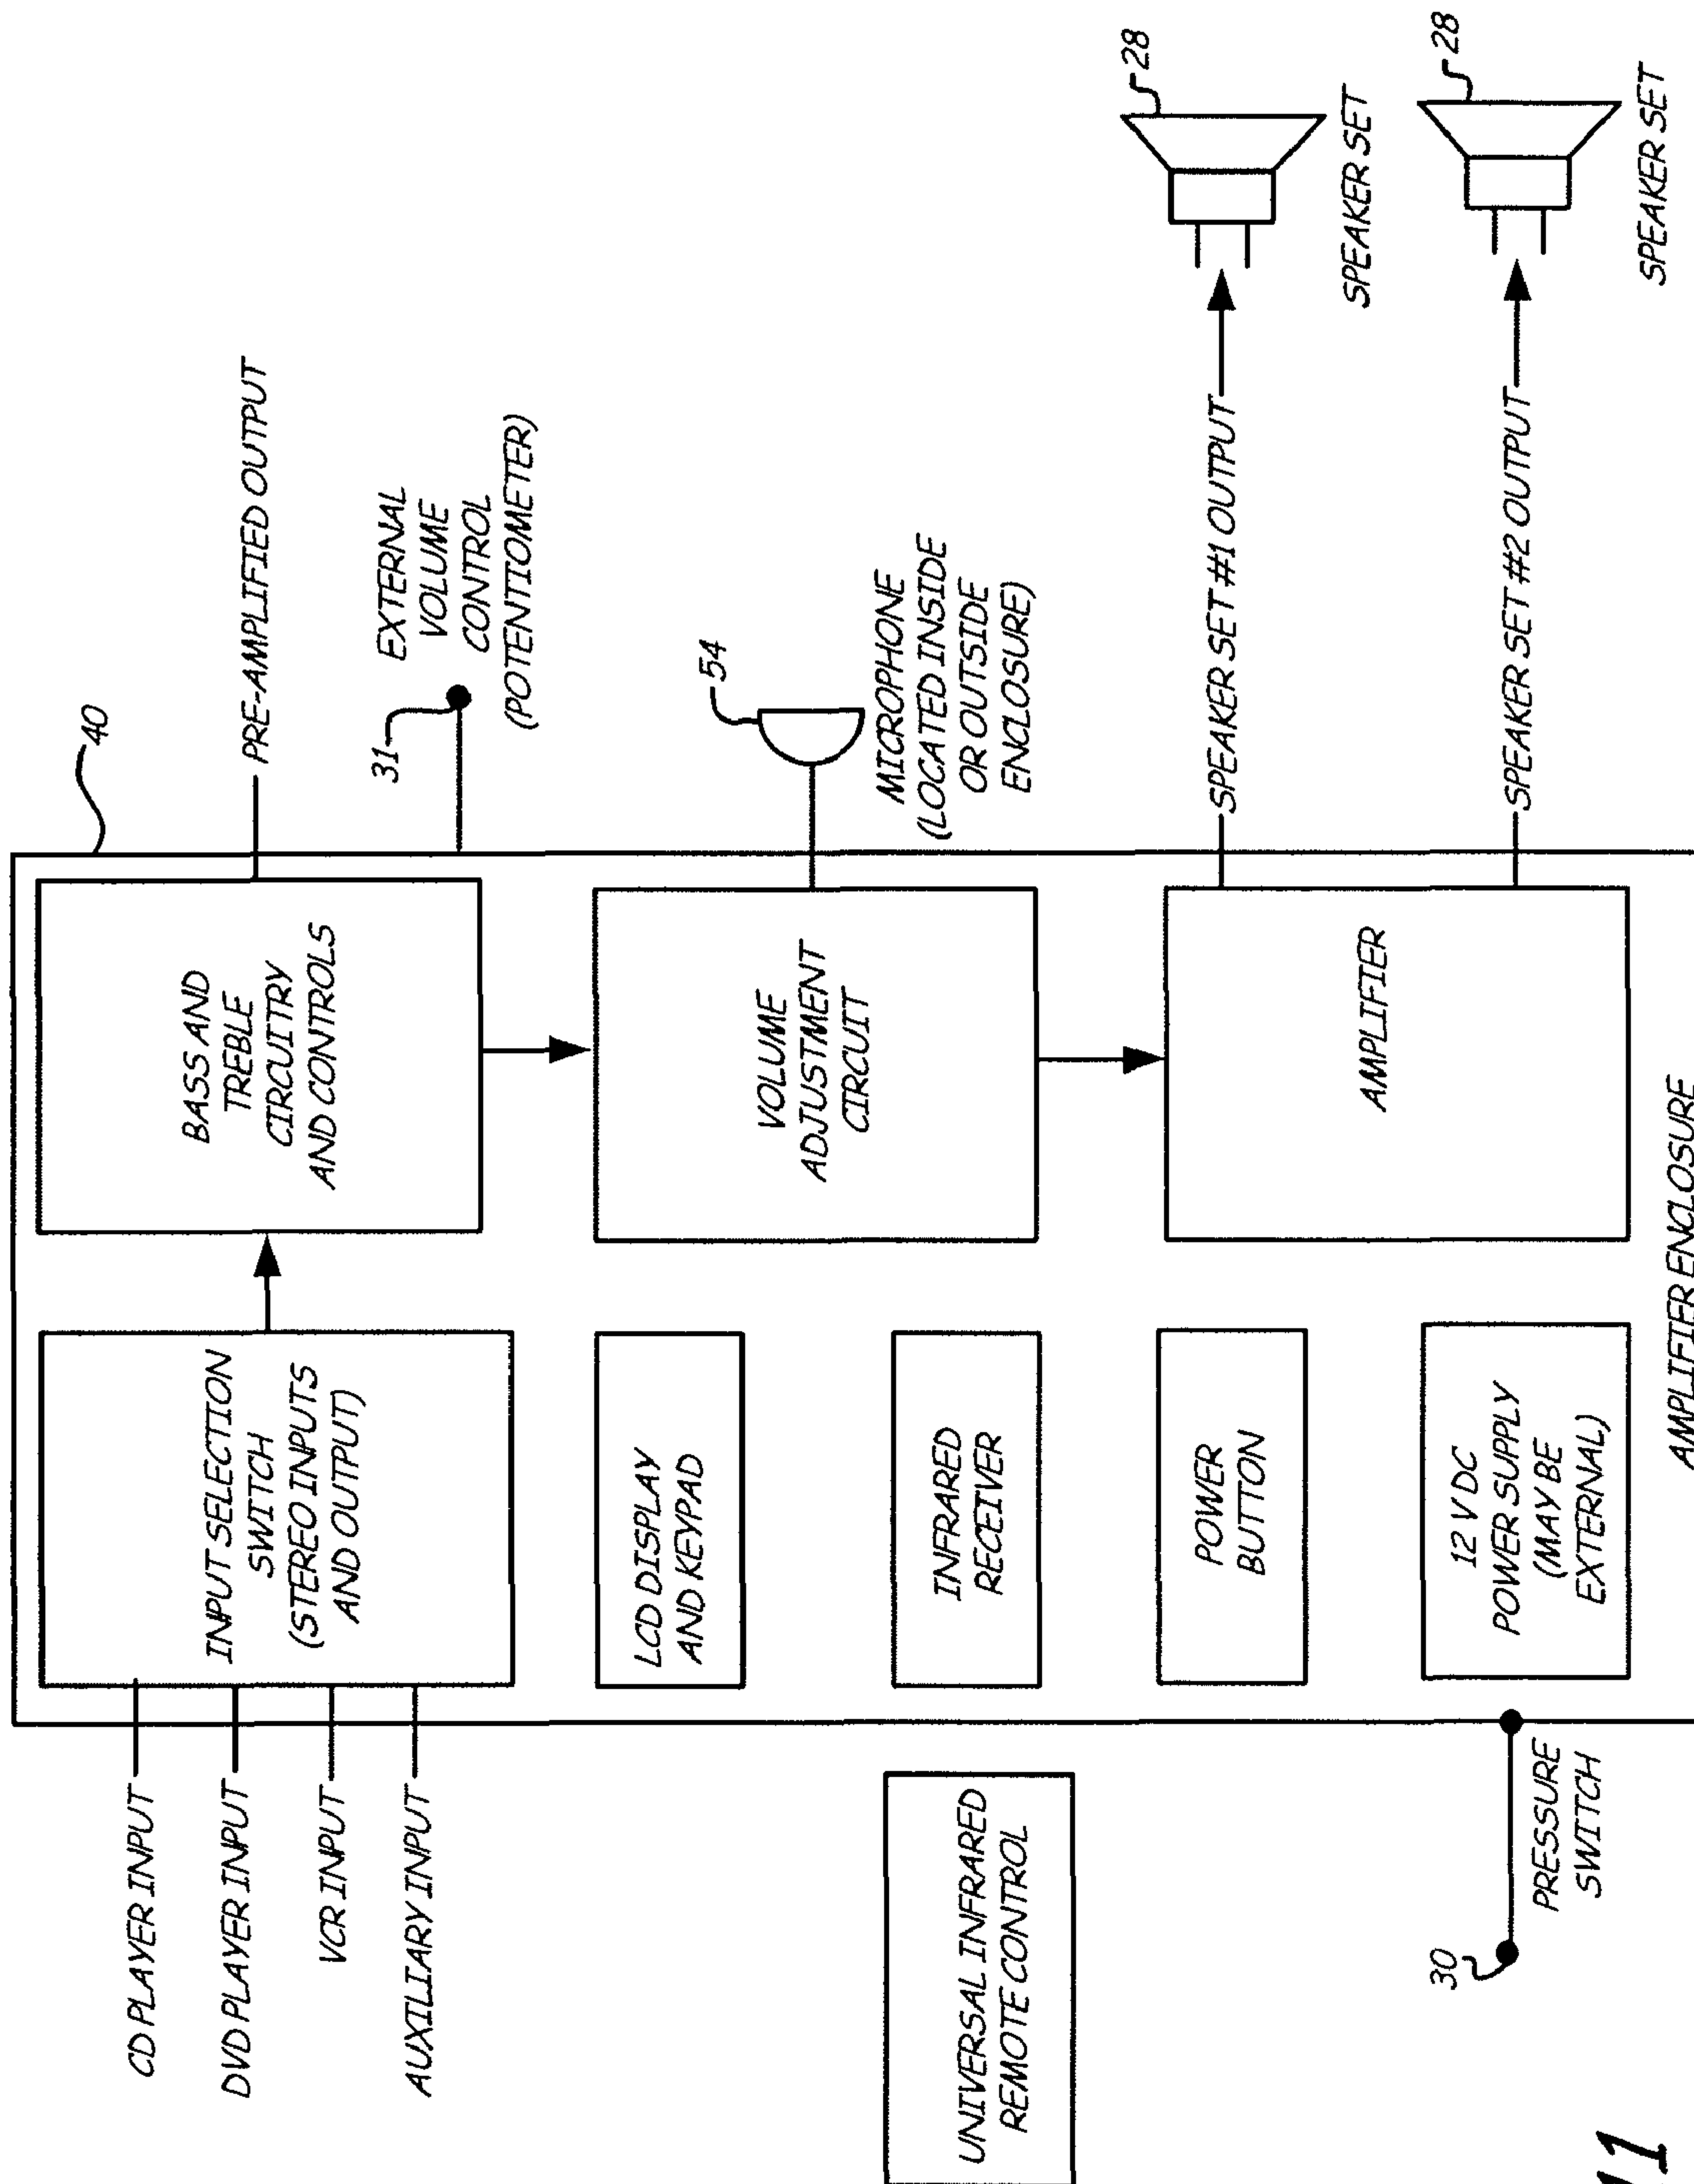 40
CD PLAYER INPUT
DVD PLAYER INPUT
VCR INPUT
AUXILIARY INPUT
INPUT SELECTION
SWITCH
(STEREO INPUTS
AND OUTPUT)
BASS AND
TREBLE
CIRCUITRY
AND CONTROLS
PRE-AMPLIFIED OUTPUT
31
EXTERNAL
VOLUME
CONTROL
(POTENTIOMETER)
LCD DISPLAY
AND KEYPAD
VOLUME
ADJUSTMENT
CIRCUIT
54
MICROPHONE
(LOCATED INSIDE
OR OUTSIDE
ENCLOSURE)
UNIVERSAL INFRARED
REMOTE CONTROL
INFRARED
RECEIVER
POWER
BUTTON
AMPLIFIER
SPEAKER SET #1 OUTPUT
28
SPEAKER SET
30
PRESSURE
SWITCH
12 V DC
POWER SUPPLY
(MAY BE
EXTERNAL)
SPEAKER SET #2 OUTPUT
28
SPEAKER SET
AMPLIFIER ENCLOSURE